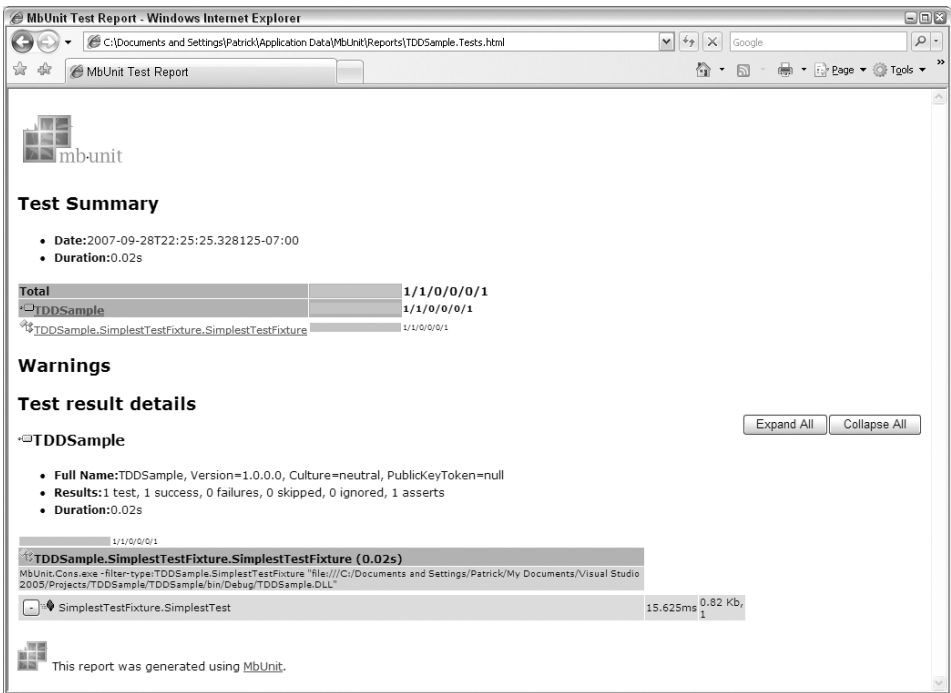 MbUnit Test Report - Windows Internet Explorer
C:\Documents and Settings\Patrick\Application Data\MbUnit\Reports\TDDSample.Tests.html
Google
MbUnit Test Report
Page
Tools
»
mb·unit
Test Summary
• Date:2007-09-28T22:25:25.328125-07:00
• Duration:0.02s
Total 1/1/0/0/0/1
TDDSample 1/1/0/0/0/1
TDDSample.SimplestTestFixture.SimplestTestFixture 1/1/0/0/0/1
Warnings
Test result details
Expand All Collapse All
TDDSample
• Full Name:TDDSample, Version=1.0.0.0, Culture=neutral, PublicKeyToken=null
• Results:1 test, 1 success, 0 failures, 0 skipped, 0 ignored, 1 asserts
• Duration:0.02s
1/1/0/0/0/1
TDDSample.SimplestTestFixture.SimplestTestFixture (0.02s)
MbUnit.Cons.exe -filter-type:TDDSample.SimplestTestFixture "file:///C:/Documents and Settings/Patrick/My Documents/Visual Studio
2005/Projects/TDDSample/TDDSample/bin/Debug/TDDSample.DLL"
- SimplestTestFixture.SimplestTest 15.625ms 0.82 Kb,
1
This report was generated using MbUnit.